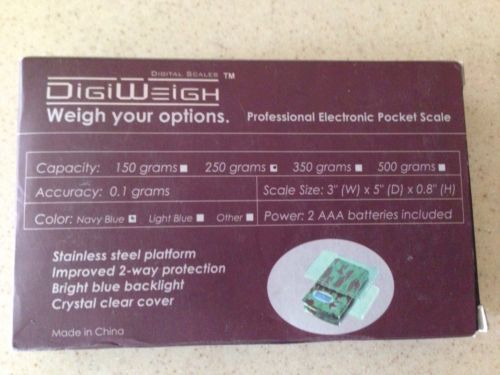 DIGITAL SCALES
DIGIWEIGH™
Weigh your options. Professional Electronic Pocket Scale
Capacity: 150 grams 250 grams 350 grams 500 grams
Accuracy: 0.1 grams Scale Size: 3" (W) x 5" (D) x 0.8" (H)
Color: Navy Blue Light Blue Other Power: 2 AAA batteries included
Stainless steel platform
Improved 2-way protection
Bright blue backlight
Crystal clear cover
Made in China